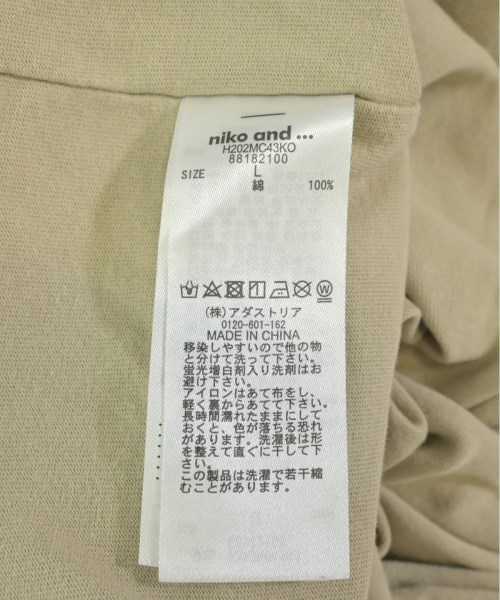 niko and ...
H202MC43KO
88182100
SIZE L
綿 100%
(株)アダストリア
0120-601-162
MADE IN CHINA
移染しやすいので他の物
と分けて洗って下さい。
蛍光増白剤入り洗剤はお
避け下さい。
アイロンはあて布をし、
軽く裏からあてて下さい。
長時間濡れたままにして
おくと、色が落ちる恐れ
があります。洗濯後は形
を整えて直ぐに干して下
さい。
この製品は洗濯で若干縮
むことがあります。